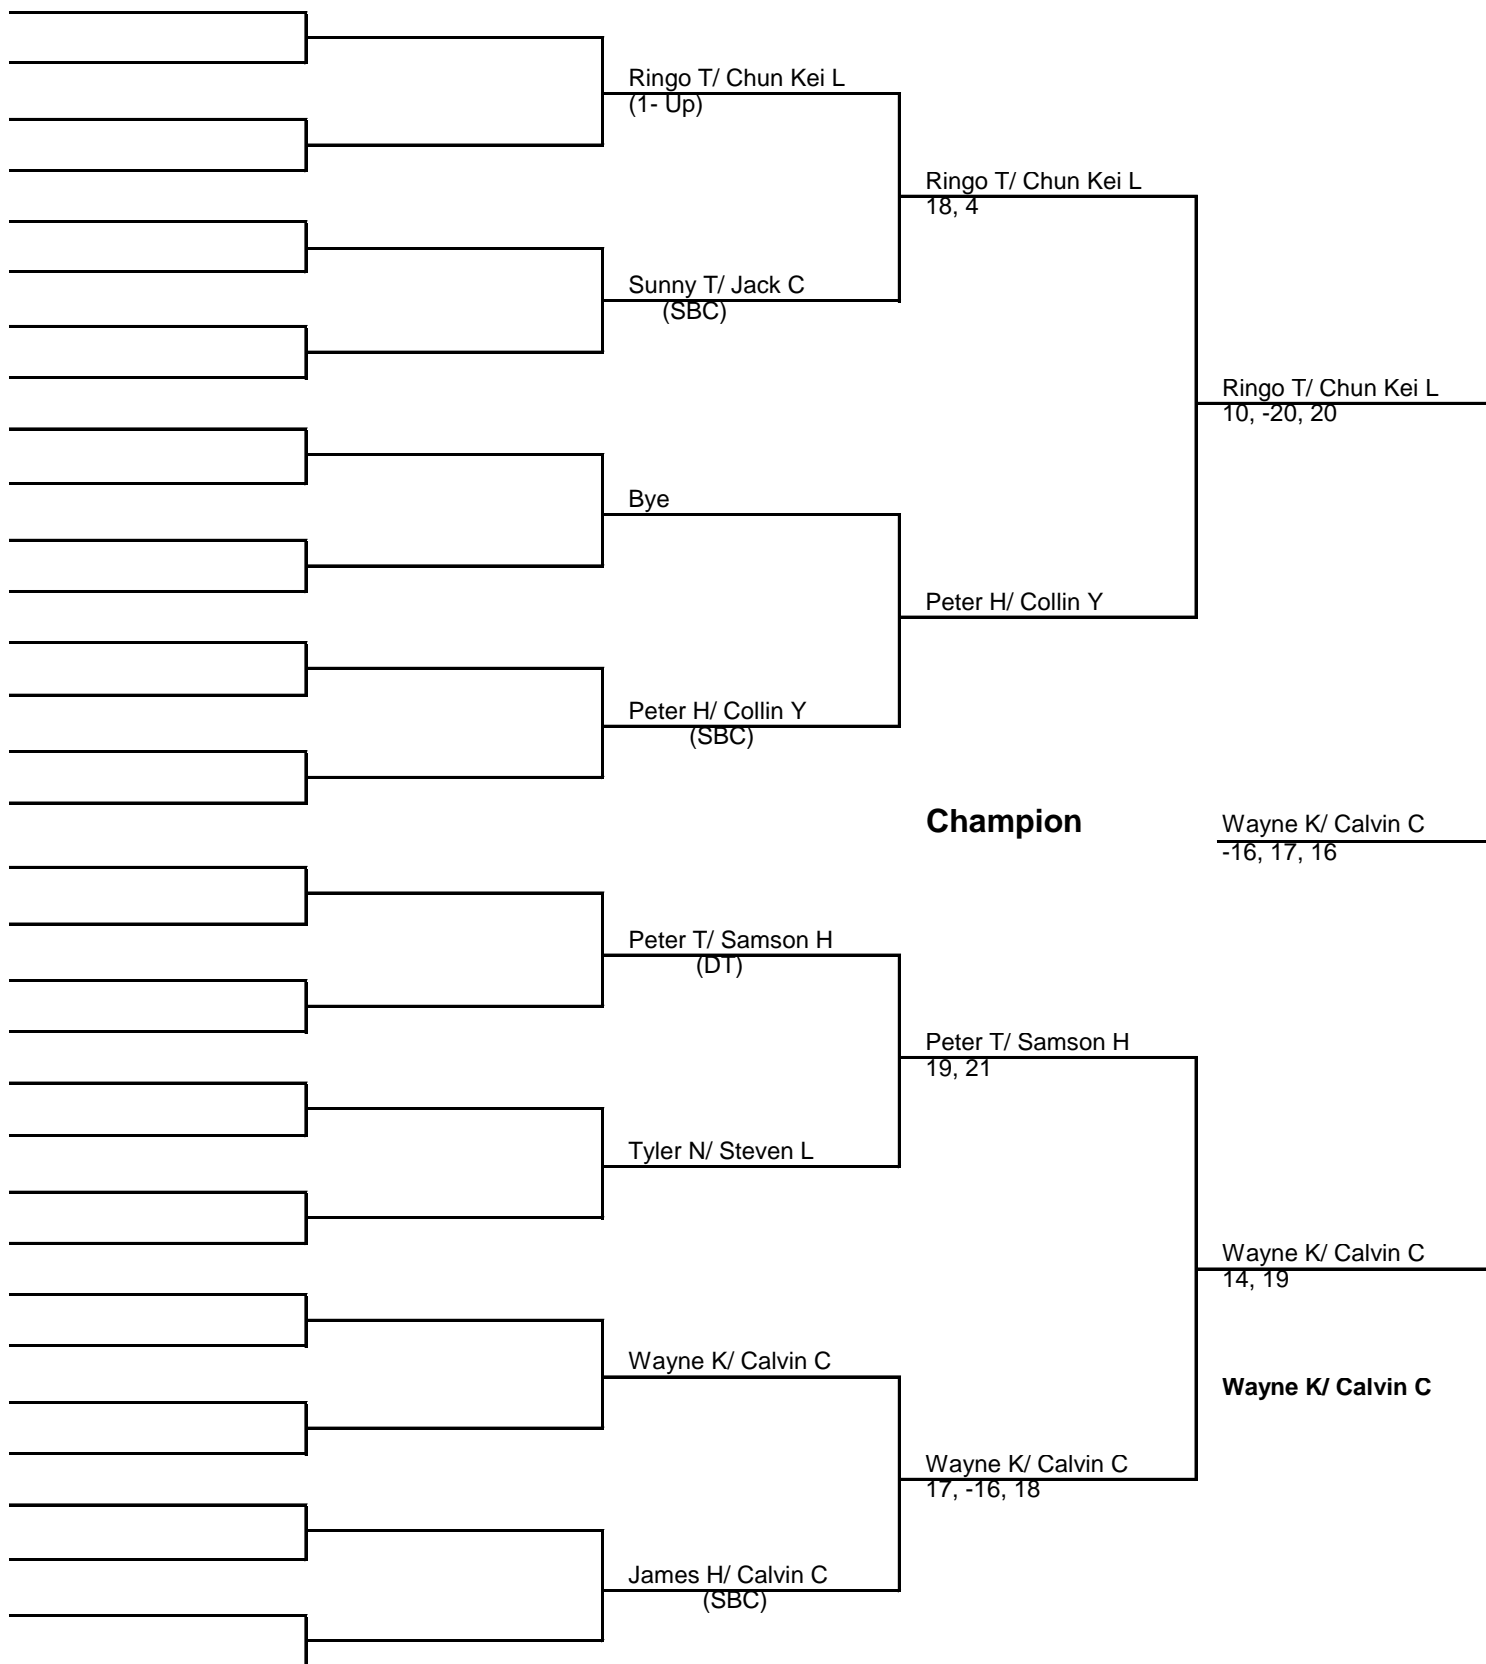 Ringo T/ Chun Kei L
(1- Up)
Ringo T/ Chun Kei L
18, 4
Sunny T/ Jack C
(SBC)
Ringo T/ Chun Kei L
10, -20, 20
Bye
Peter H/ Collin Y
Peter H/ Collin Y
(SBC)
Champion
Wayne K/ Calvin C
-16, 17, 16
Peter T/ Samson H
(DT)
Peter T/ Samson H
19, 21
Tyler N/ Steven L
Wayne K/ Calvin C
14, 19
Wayne K/ Calvin C
Wayne K/ Calvin C
Wayne K/ Calvin C
17, -16, 18
James H/ Calvin C
(SBC)